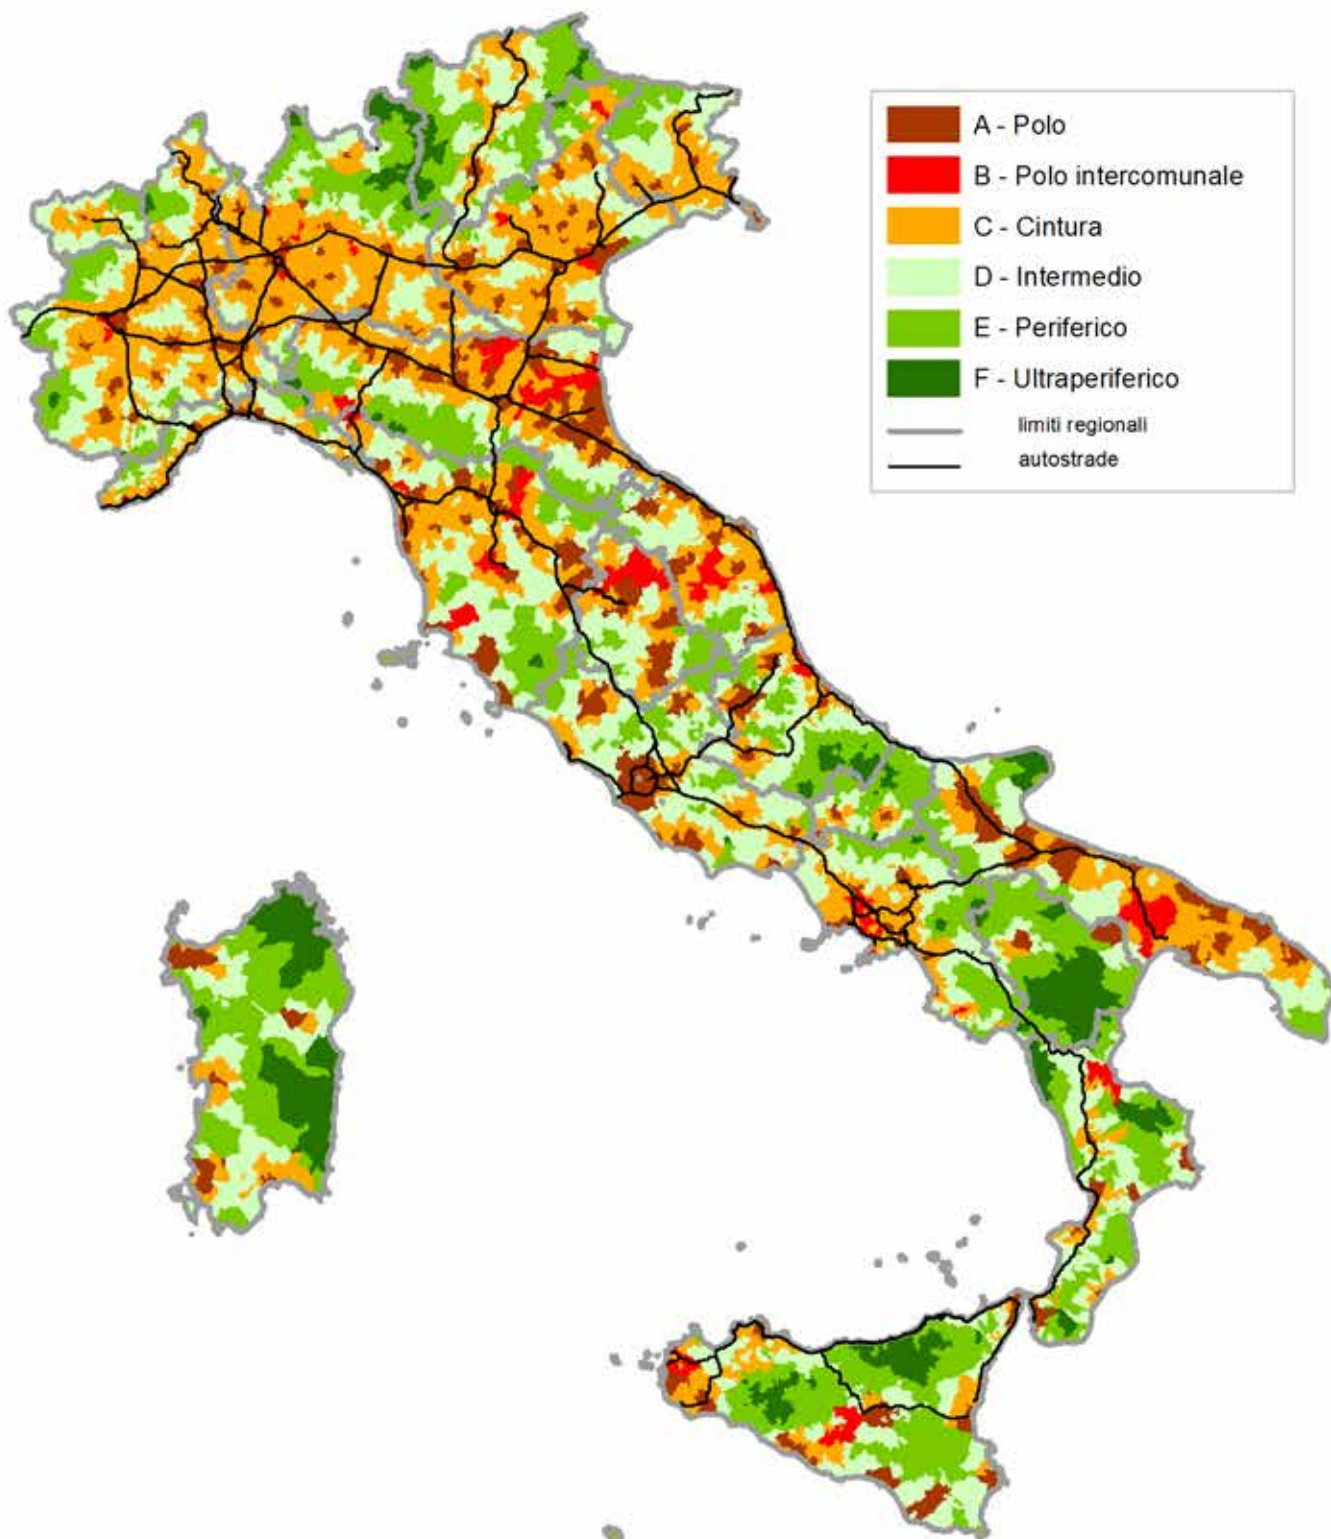 A - Polo
B - Polo intercomunale
C - Cintura
D - Intermedio
E - Periferico
F - Ultraperiferico
limiti regionali
autostrade